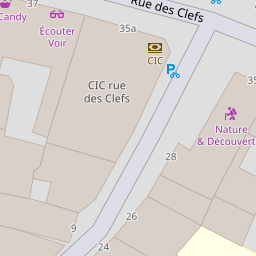 Rue des Clefs
37
35a
Candy
Écouter
Voir
CIC
P
CIC rue
des Clefs
35
Nature
& Découvert
28
9
26
24